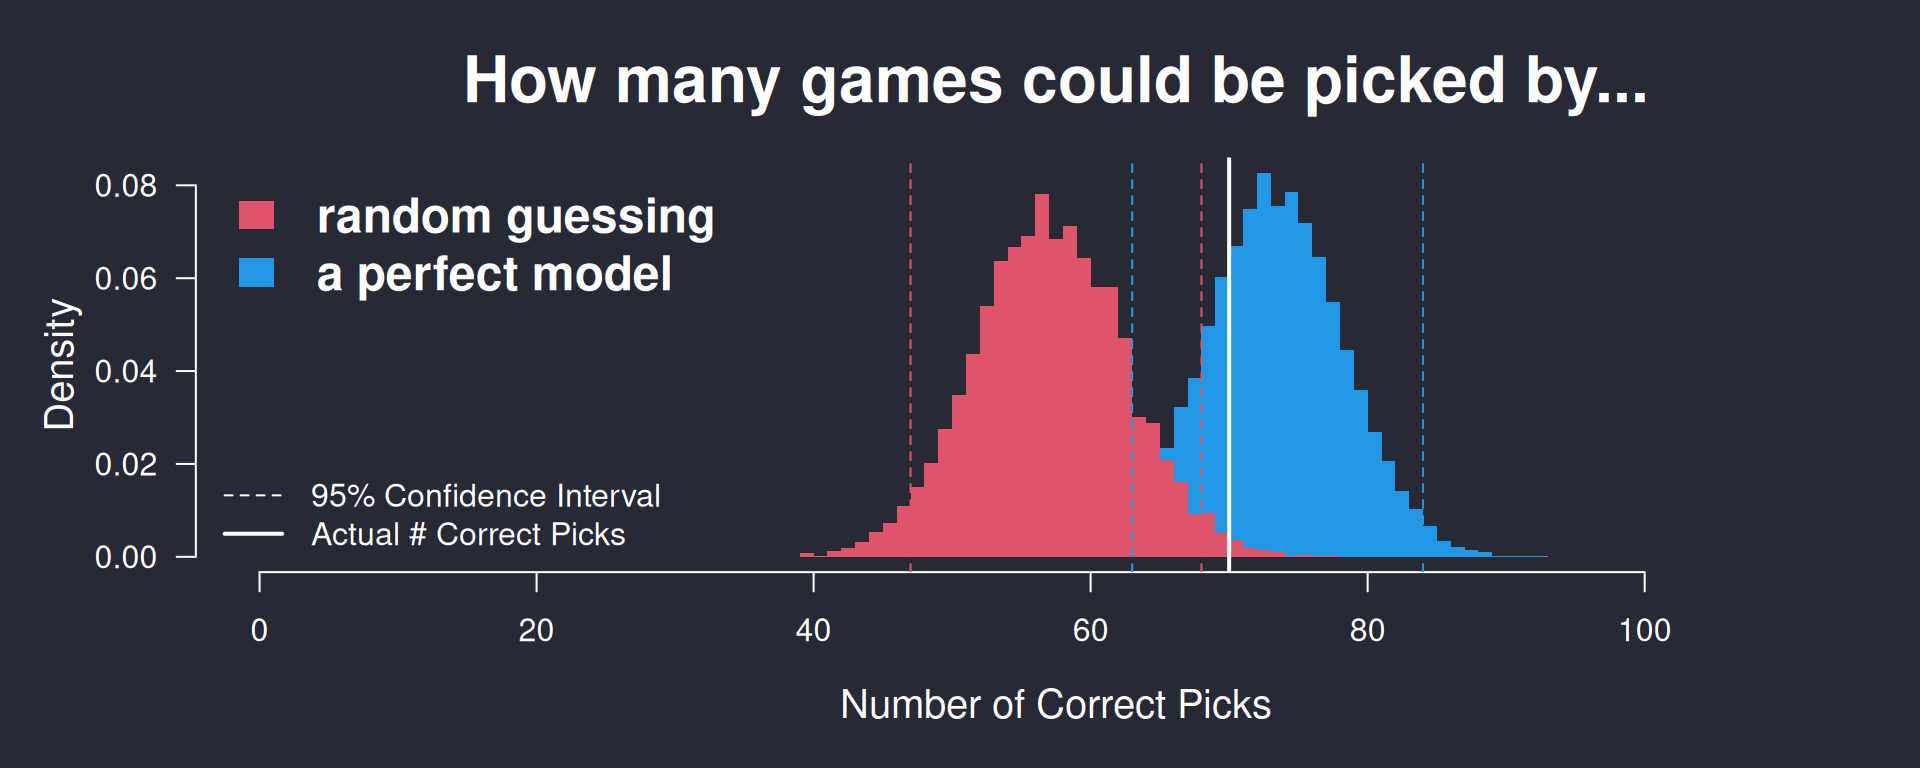 How many games could be picked by...
random guessing
a perfect model
95% Confidence Interval
Actual # Correct Picks
Density
0.08
0.06
0.04
0.02
0.00
0 20 40 60 80 100
Number of Correct Picks